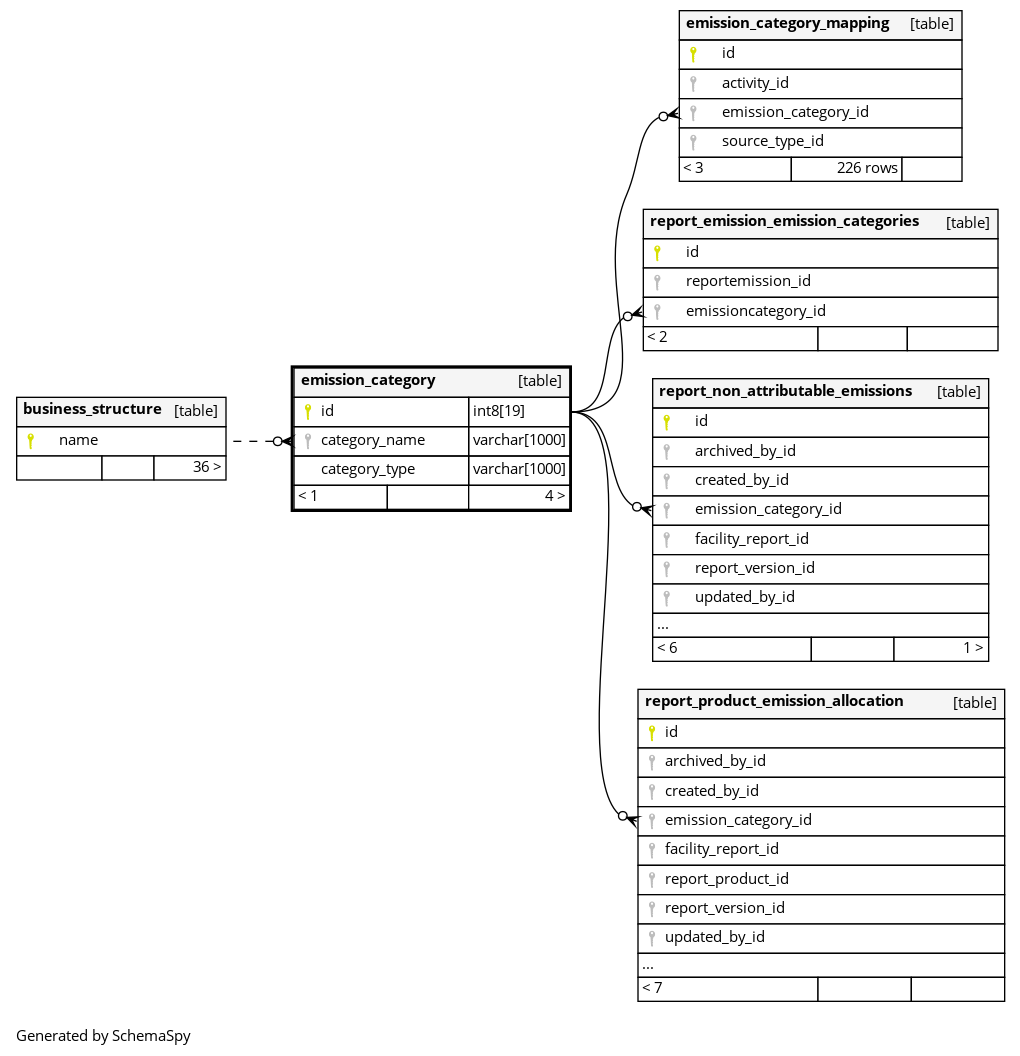 emission_category_mapping [table]
id
activity_id
emission_category_id
source_type_id
< 3 226 rows
report_emission_emission_categories [table]
id
reportemission_id
emissioncategory_id
< 2
business_structure [table]
name
36 >
emission_category [table]
id int8[19]
category_name varchar[1000]
category_type varchar[1000]
< 1 4 >
report_non_attributable_emissions [table]
id
archived_by_id
created_by_id
emission_category_id
facility_report_id
report_version_id
updated_by_id
...
< 6 1 >
report_product_emission_allocation [table]
id
archived_by_id
created_by_id
emission_category_id
facility_report_id
report_product_id
report_version_id
updated_by_id
...
< 7
Generated by SchemaSpy